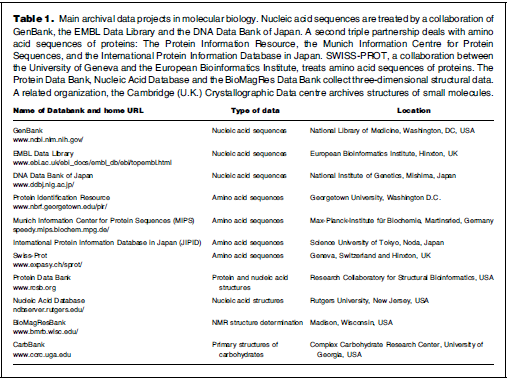 Table 1. Main archival data projects in molecular biology. Nucleic acid sequences are treated by a collaboration of
GenBank, the EMBL Data Library and the DNA Data Bank of Japan. A second triple partnership deals with amino
acid sequences of proteins: The Protein Information Resource, the Munich Information Centre for Protein
Sequences, and the International Protein Information Database in Japan. SWISS-PROT, a collaboration between
the University of Geneva and the European Bioinformatics Institute, treats amino acid sequences of proteins. The
Protein Data Bank, Nucleic Acid Database and the BioMagRes Data Bank collect three-dimensional structural data.
A related organization, the Cambridge (U.K.) Crystallographic Data centre archives structures of small molecules.
Name of Databank and home URL Type of data Location
GenBank Nucleic acid sequences National Library of Medicine, Washington, DC, USA
www.ncbi.nlm.nih.gov/
EMBL Data Library Nucleic acid sequences European Bioinformatics Institute, Hinxton, UK
www.ebi.ac.uk/ebl_docs/embl_db/ebi/topembl.html
DNA Data Bank of Japan Nucleic acid sequences National Institute of Genetics, Mishima, Japan
www.ddbj.nig.ac.jp/
Protein Identification Resource Amino acid sequences Georgetown University, Washington D.C.
www.nbrf.georgetown.edu/pir/
Munich Information Center for Protein Sequences (MIPS) Amino acid sequences Max-Planck-Institute für Biochemie, Martinsried, Germany
speedy.mips.biochem.mpg.de/
International Protein Information Database in Japan (JIPID) Amino acid sequences Science University of Tokyo, Noda, Japan
Swiss-Prot Amino acid sequences Geneva, Switzerland and Hinxton, UK
www.expasy.ch/sprot/
Protein Data Bank Protein and nucleic acid Research Collaboratory for Structural Bioinformatics, USA
www.rcsb.org structures
Nucleic Acid Database Nucleic acid structures Rutgers University, New Jersey, USA
ndbserver.rutgers.edu/
BioMagResBank NMR structure determination Madison, Wisconsin, USA
www.bmrb.wisc.edu/
CarbBank Primary structures of Complex Carbohydrate Research Center, University of
www.ccrc.uga.edu carbohydrates Georgia, USA